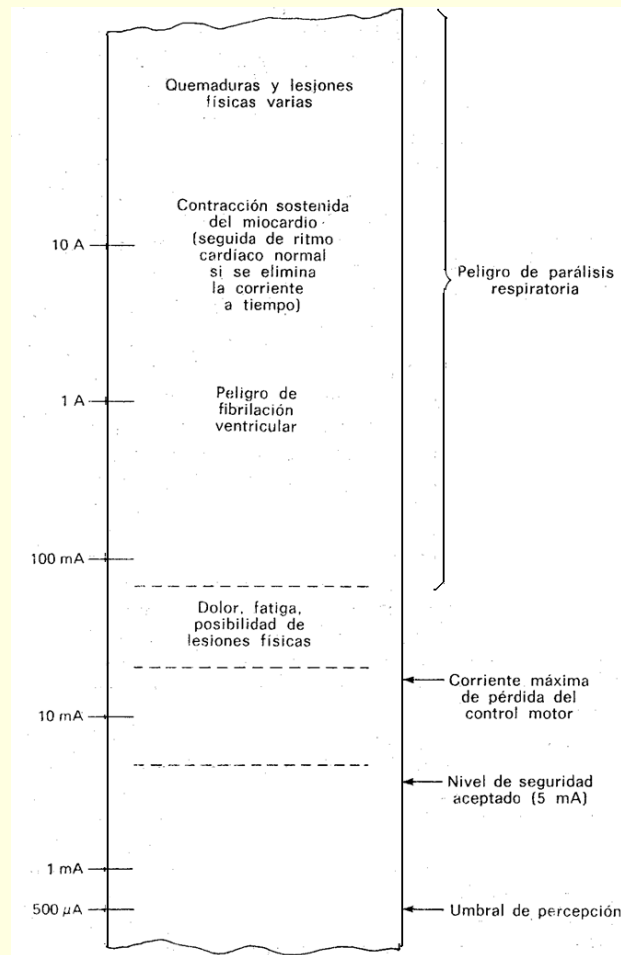 Quemaduras y lesiones
físicas varias
Contracción sostenida
del miocardio
(seguida de ritmo
cardíaco normal
si se elimina
la corriente
a tiempo)
10 A
Peligro de parálisis
respiratoria
1 A
Peligro de
fibrilación
ventricular
100 mA
Dolor, fatiga,
posibilidad de
lesiones físicas
Corriente máxima
de pérdida del
control motor
10 mA
Nivel de seguridad
aceptado (5 mA)
1 mA
500 μA
Umbral de percepción